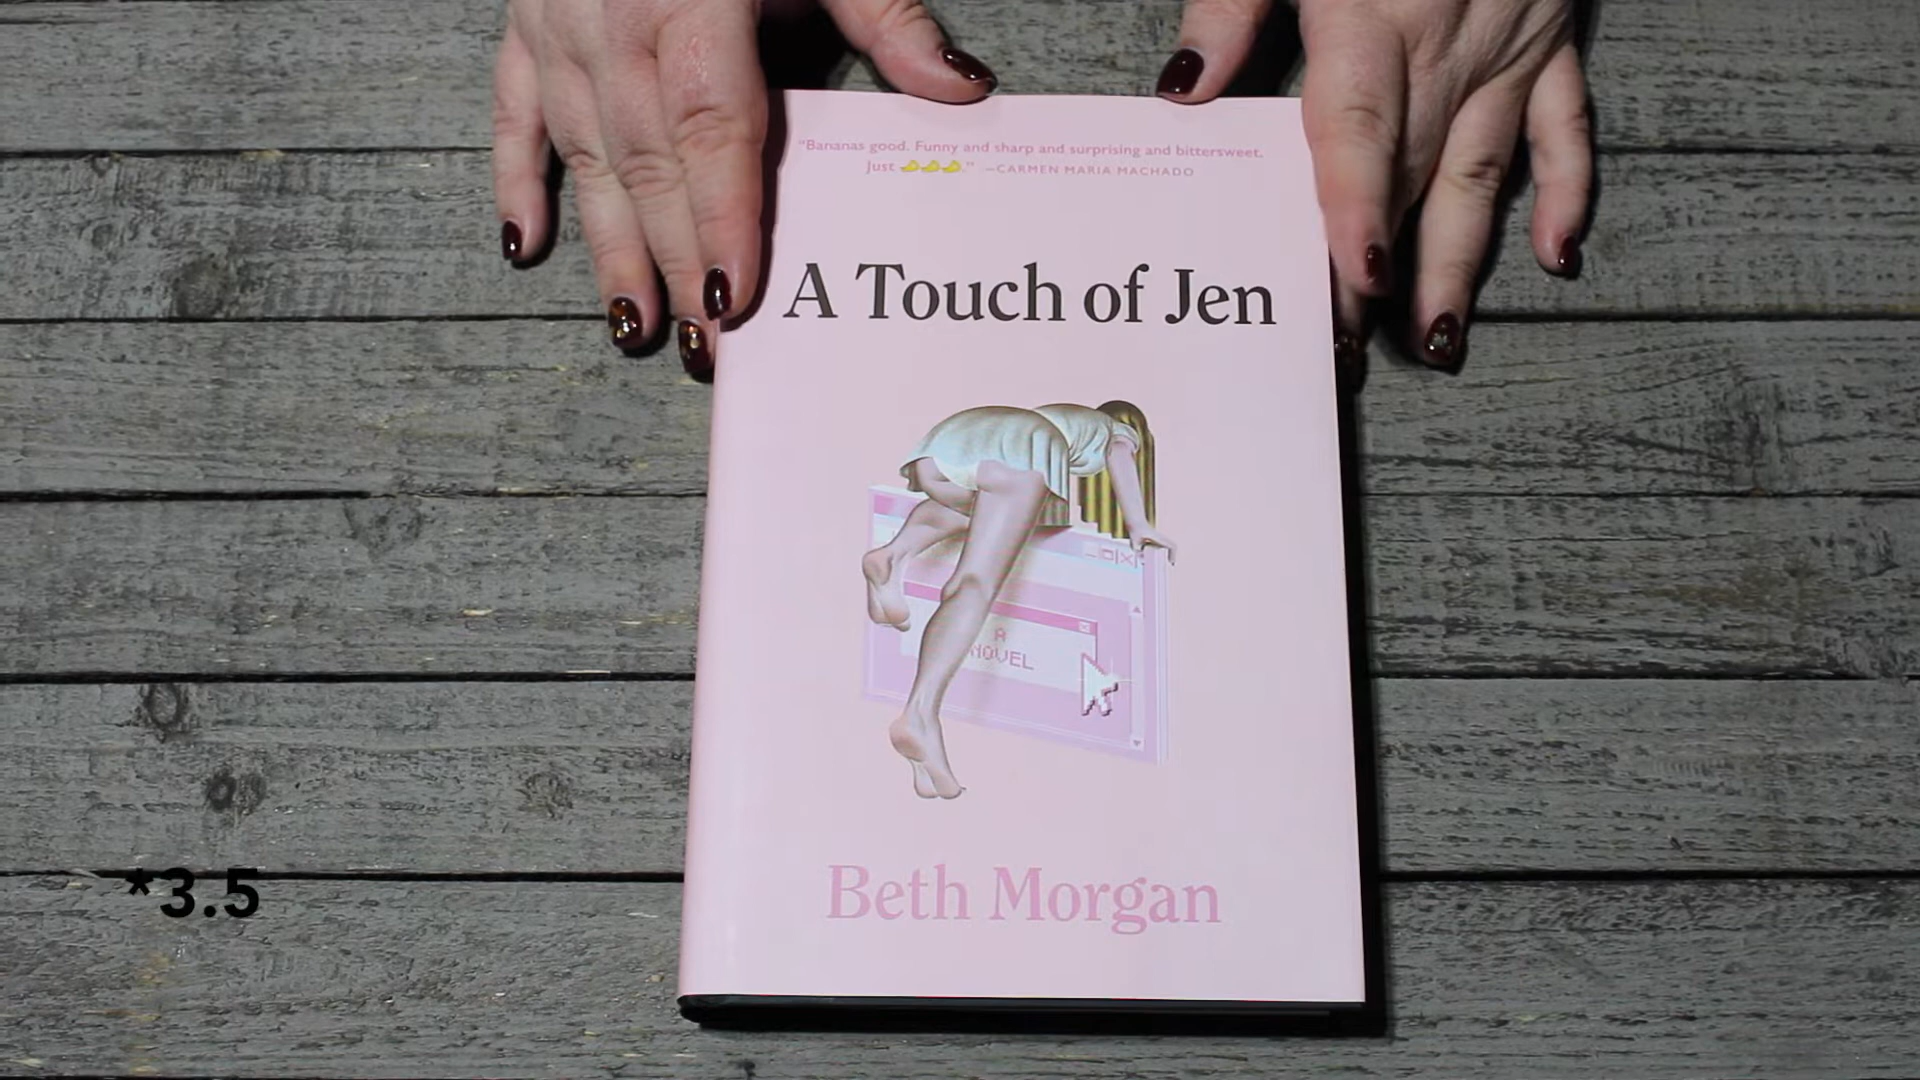 "Bananas good. Funny and sharp and surprising and bittersweet.
Just 🍌🍌🍌." —CARMEN MARIA MACHADO
A Touch of Jen
A
NOVEL
Beth Morgan
*3.5